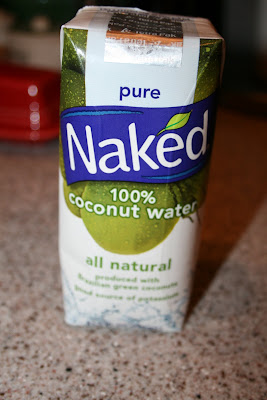 pure
Naked
100%
coconut water
all natural
produced with
Brazilian green coconuts
good source of potassium